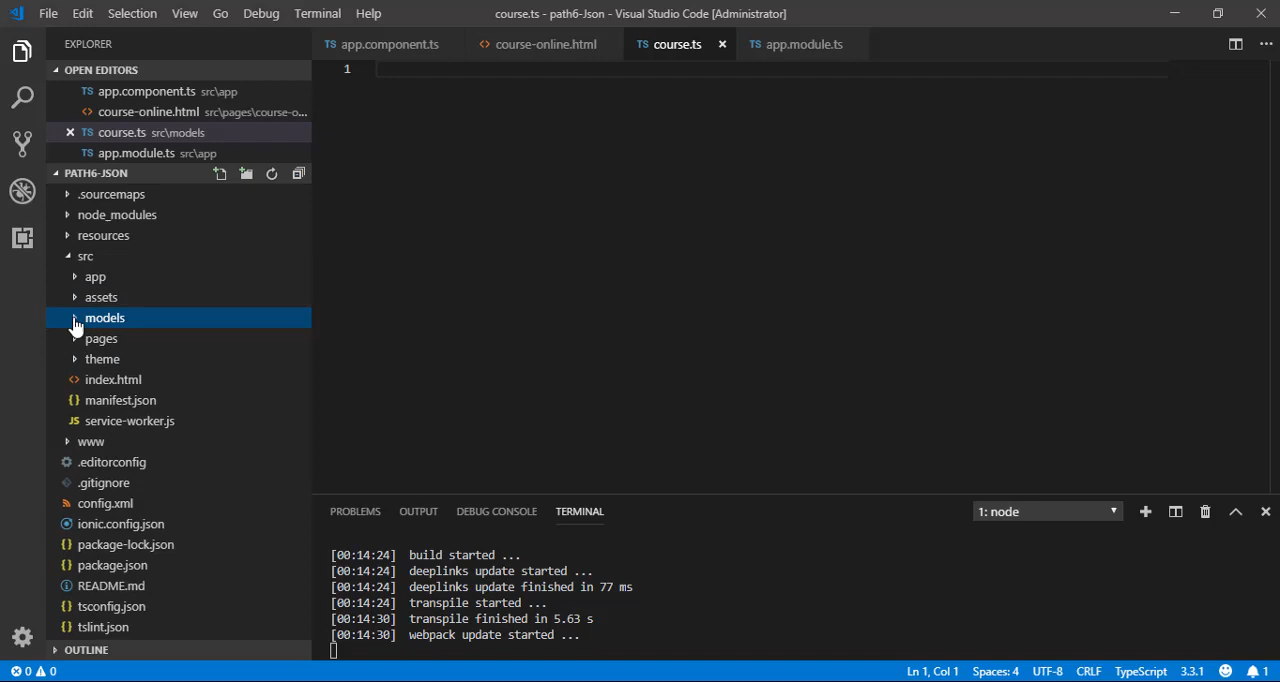 File Edit Selection View Go Debug Terminal Help
course.ts - path6-Json - Visual Studio Code [Administrator]
EXPLORER
TS app.component.ts
<> course-online.html
TS course.ts ×
TS app.module.ts
OPEN EDITORS
TS app.component.ts src\app
<> course-online.html src\pages\course-o...
× TS course.ts src\models
TS app.module.ts src\app
PATH6-JSON
.sourcemaps
node_modules
resources
src
app
assets
models
pages
theme
<> index.html
{} manifest.json
JS service-worker.js
www
.editorconfig
.gitignore
config.xml
ionic.config.json
{} package-lock.json
{} package.json
README.md
{} tsconfig.json
{} tslint.json
OUTLINE
1
PROBLEMS OUTPUT DEBUG CONSOLE TERMINAL
1: node
[00:14:24] build started ...
[00:14:24] deeplinks update started ...
[00:14:24] deeplinks update finished in 77 ms
[00:14:24] transpile started ...
[00:14:30] transpile finished in 5.63 s
[00:14:30] webpack update started ...
0 0
Ln 1, Col 1 Spaces: 4 UTF-8 CRLF TypeScript 3.3.1 1